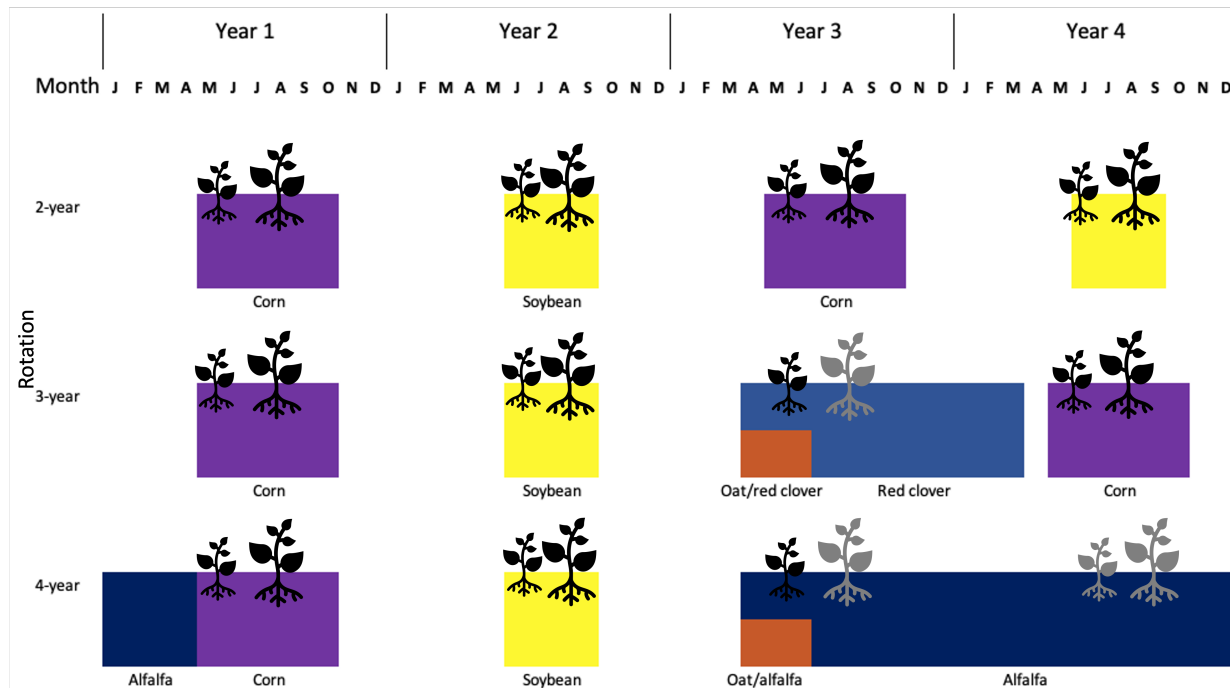 Year 1 Year 2 Year 3 Year 4
Month J F M A M J J A S O N D J F M A M J J A S O N D J F M A M J J A S O N D J F M A M J J A S O N D
Rotation
2-year
Corn Soybean Corn
3-year
Corn Soybean Oat/red clover Red clover Corn
4-year
Alfalfa Corn Soybean Oat/alfalfa Alfalfa